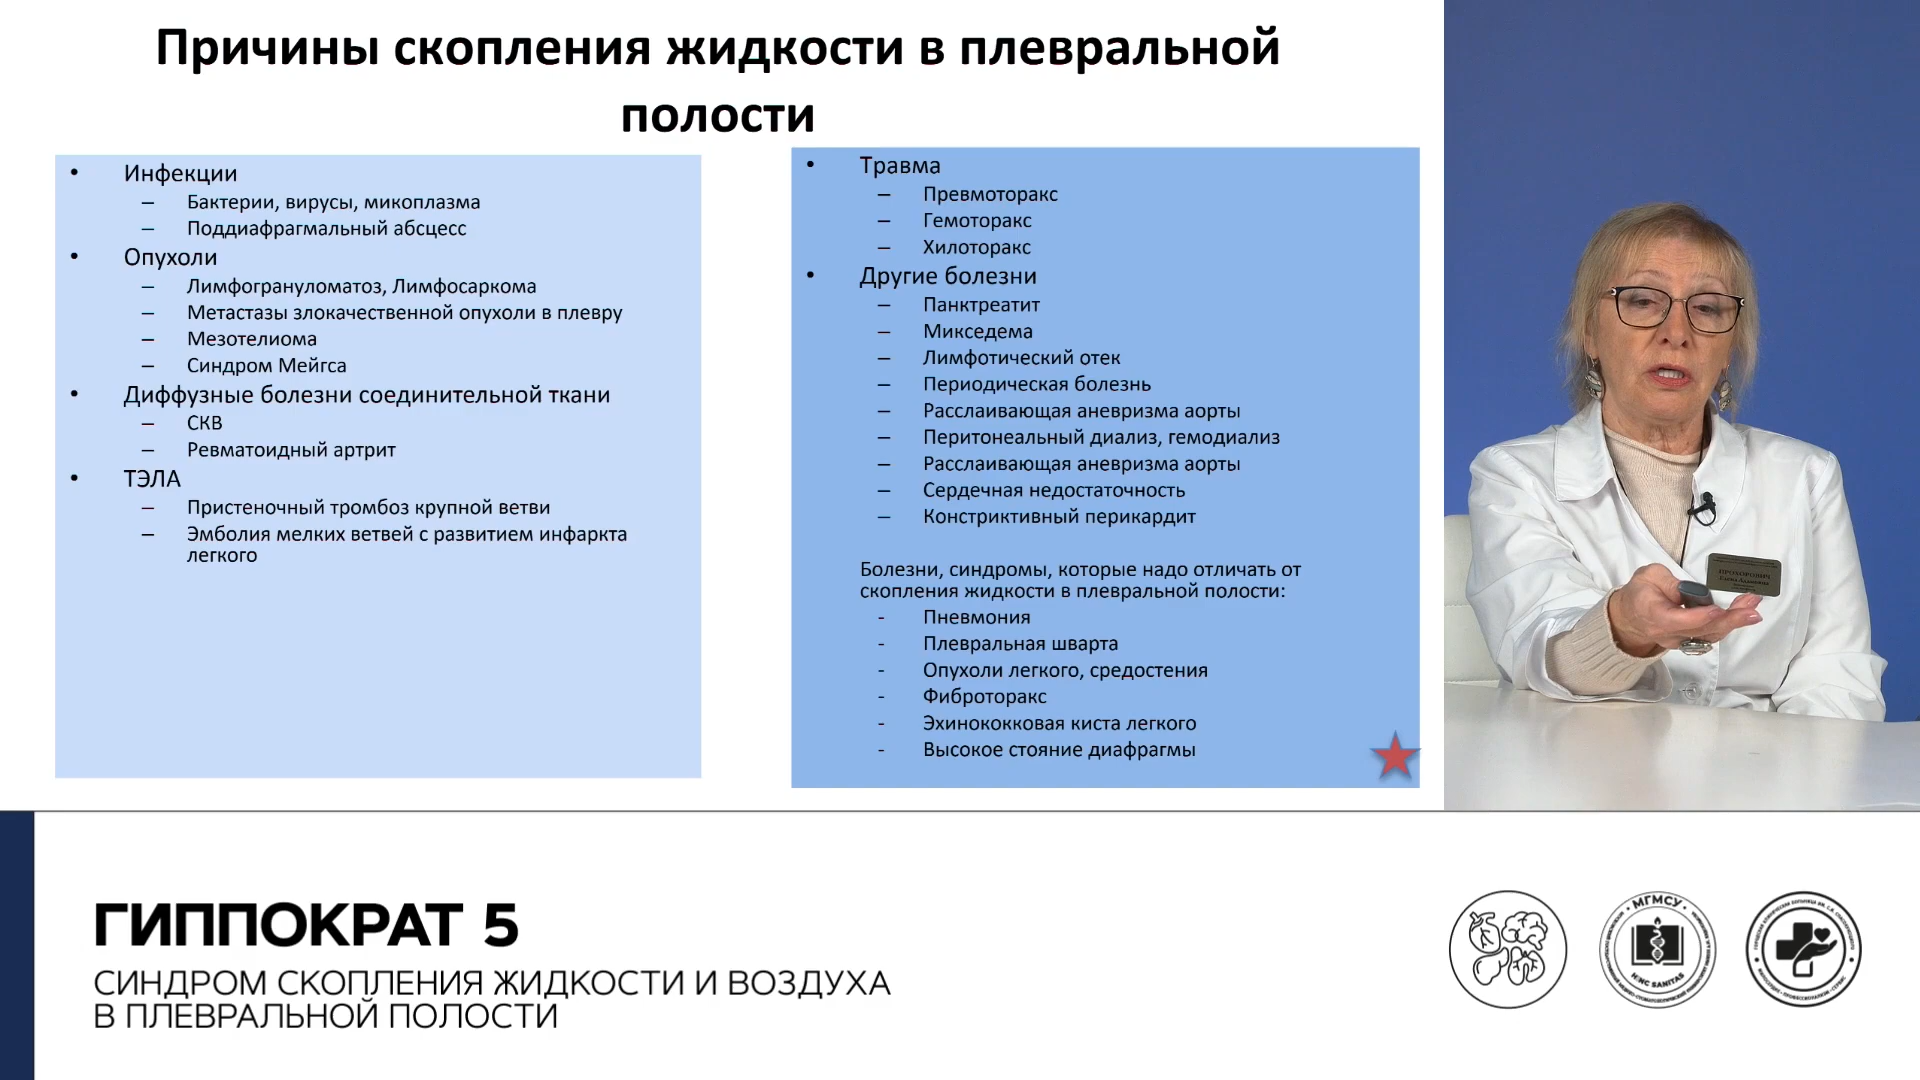 Причины скопления жидкости в плевральной
полости
• Инфекции
– Бактерии, вирусы, микоплазма
– Поддиафрагмальный абсцесс
• Опухоли
– Лимфогрануломатоз, Лимфосаркома
– Метастазы злокачественной опухоли в плевру
– Мезотелиома
– Синдром Мейгса
• Диффузные болезни соединительной ткани
– СКВ
– Ревматоидный артрит
• ТЭЛА
– Пристеночный тромбоз крупной ветви
– Эмболия мелких ветвей с развитием инфаркта
легкого
• Травма
– Превмоторакс
– Гемоторакс
– Хилоторакс
• Другие болезни
– Панктреатит
– Микседема
– Лимфотический отек
– Периодическая болезнь
– Расслаивающая аневризма аорты
– Перитонеальный диализ, гемодиализ
– Расслаивающая аневризма аорты
– Сердечная недостаточность
– Констриктивный перикардит
Болезни, синдромы, которые надо отличать от
скопления жидкости в плевральной полости:
- Пневмония
- Плевральная шварта
- Опухоли легкого, средостения
- Фиброторакс
- Эхинококковая киста легкого
- Высокое стояние диафрагмы
ПРОХОРОВИЧ
ГИППОКРАТ 5
СИНДРОМ СКОПЛЕНИЯ ЖИДКОСТИ И ВОЗДУХА
В ПЛЕВРАЛЬНОЙ ПОЛОСТИ
МГМСУ
HINC SANITAS